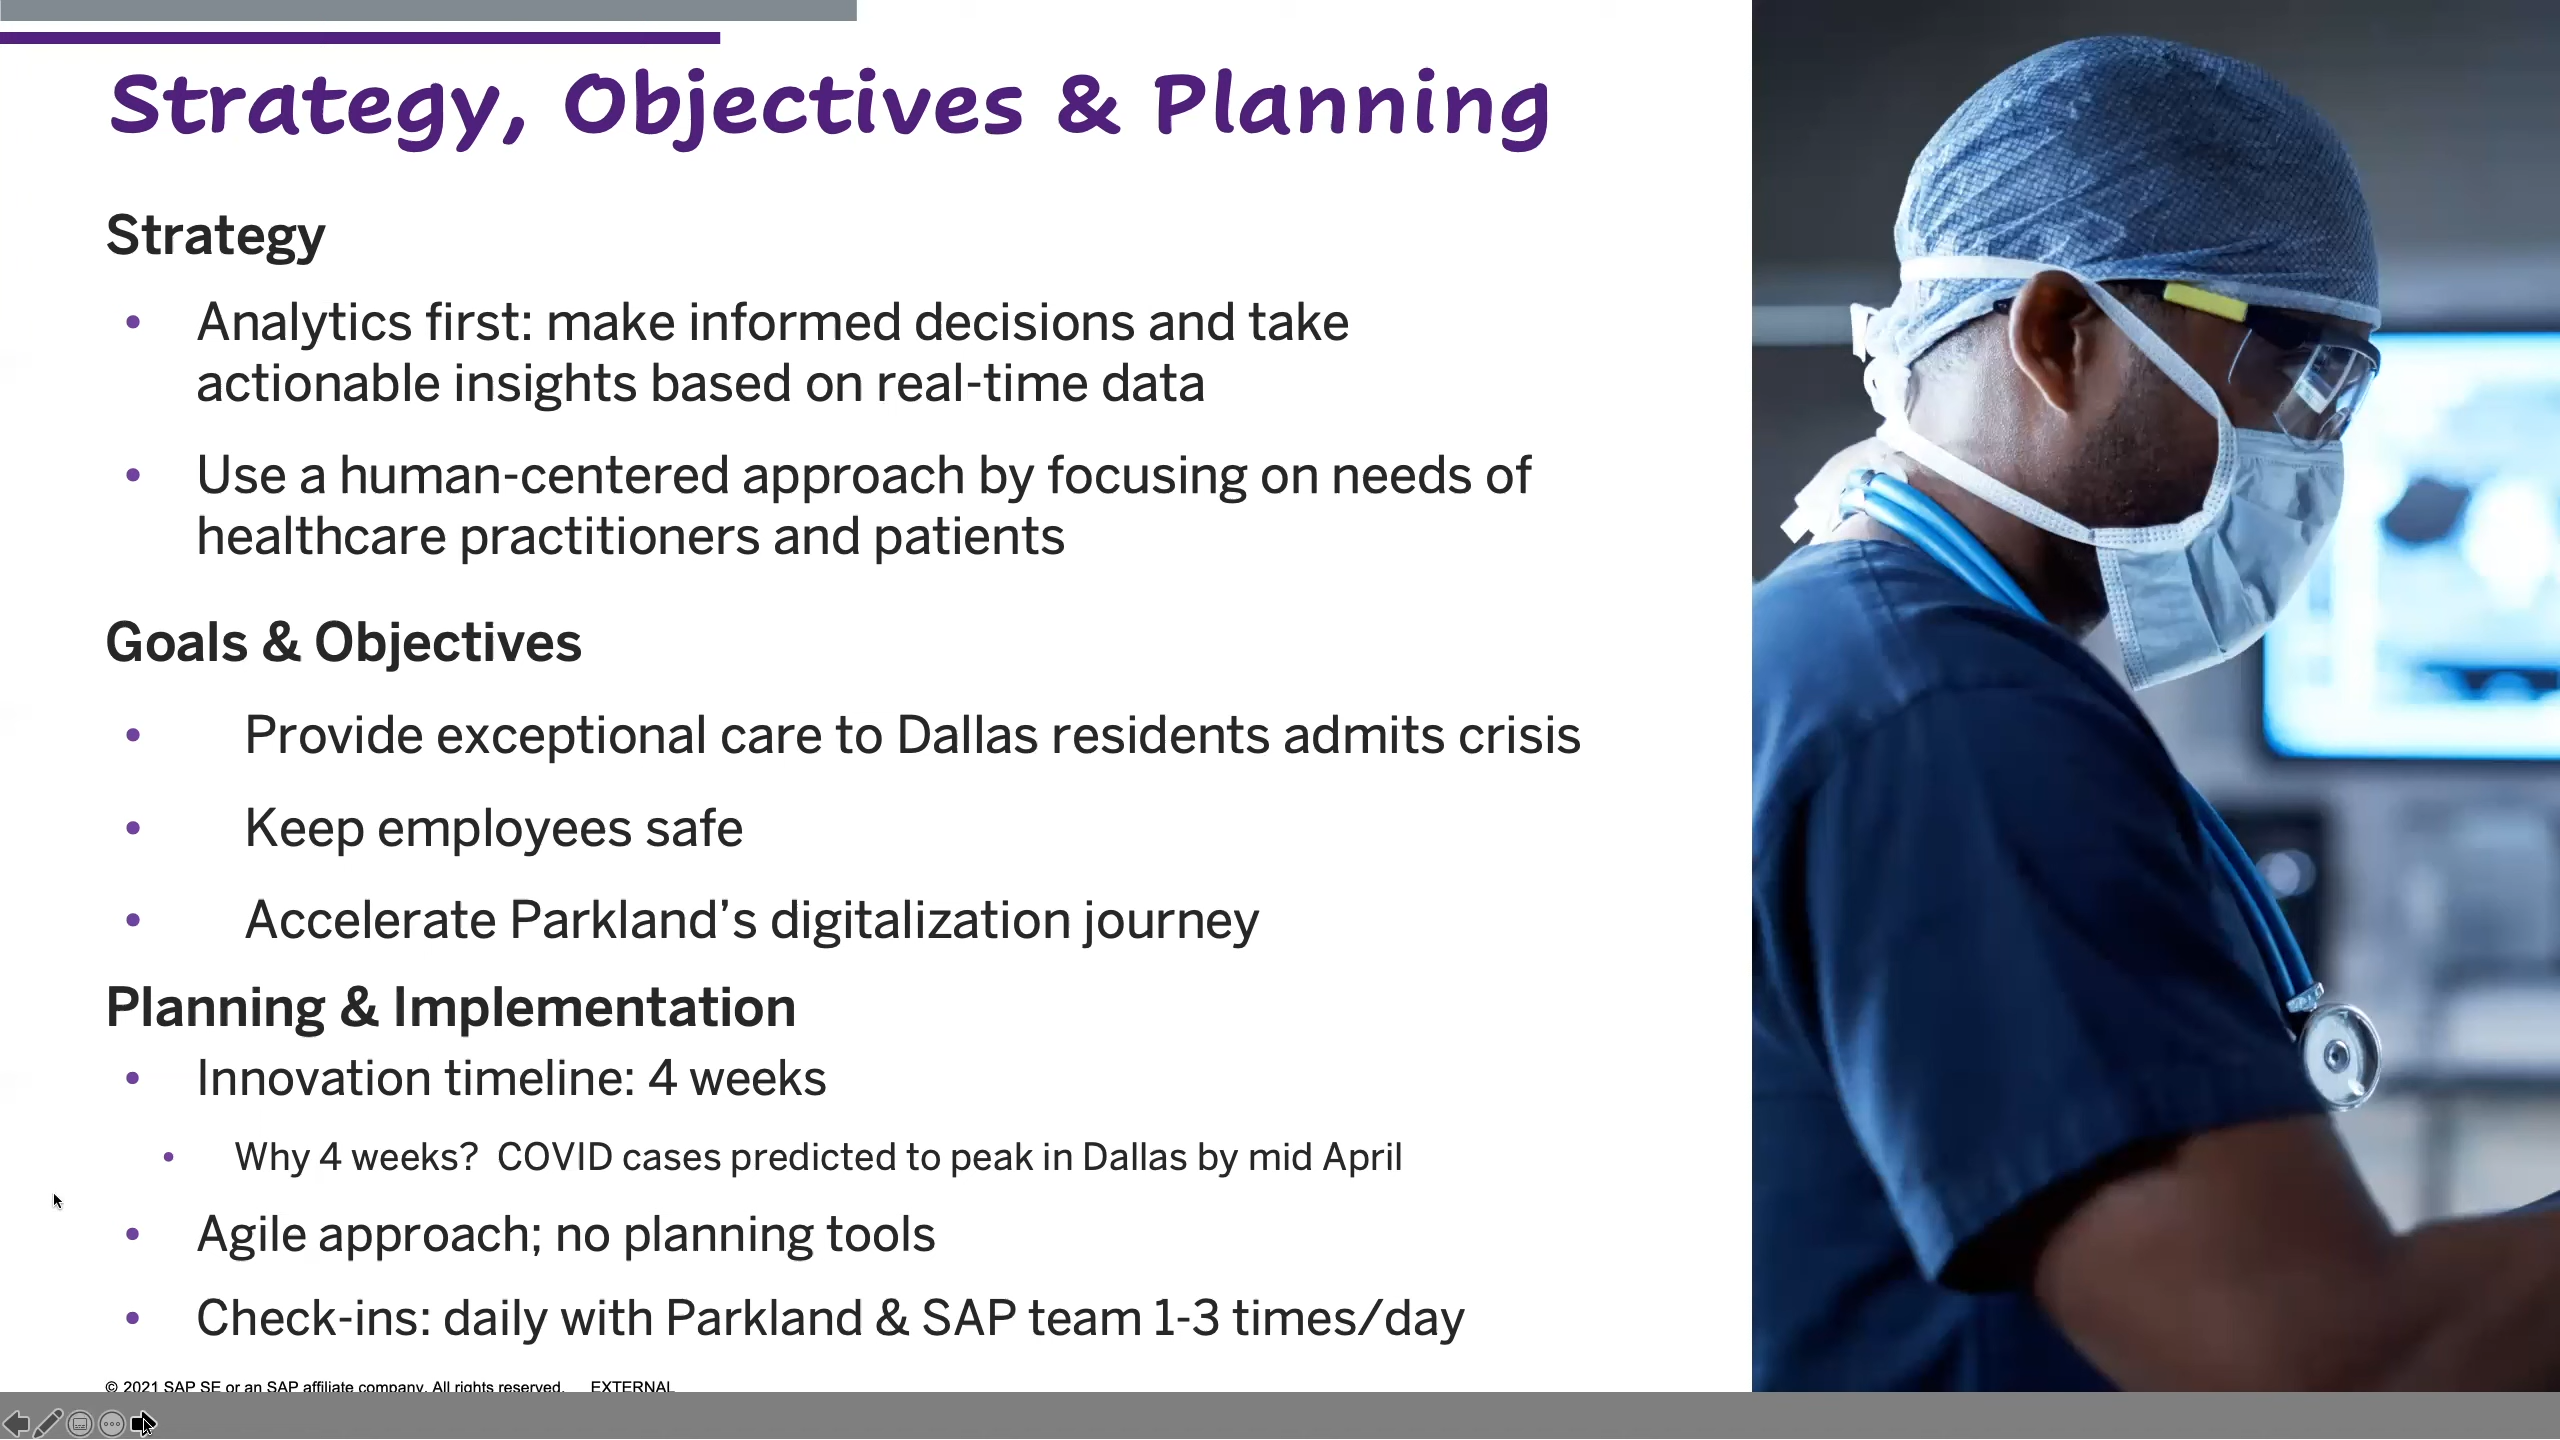 Strategy, Objectives & Planning
Strategy
• Analytics first: make informed decisions and take
actionable insights based on real-time data
• Use a human-centered approach by focusing on needs of
healthcare practitioners and patients
Goals & Objectives
• Provide exceptional care to Dallas residents admits crisis
• Keep employees safe
• Accelerate Parkland’s digitalization journey
Planning & Implementation
• Innovation timeline: 4 weeks
• Why 4 weeks?  COVID cases predicted to peak in Dallas by mid April
• Agile approach; no planning tools
• Check-ins: daily with Parkland & SAP team 1-3 times/day
© 2021 SAP SE or an SAP affiliate company. All rights reserved. EXTERNAL